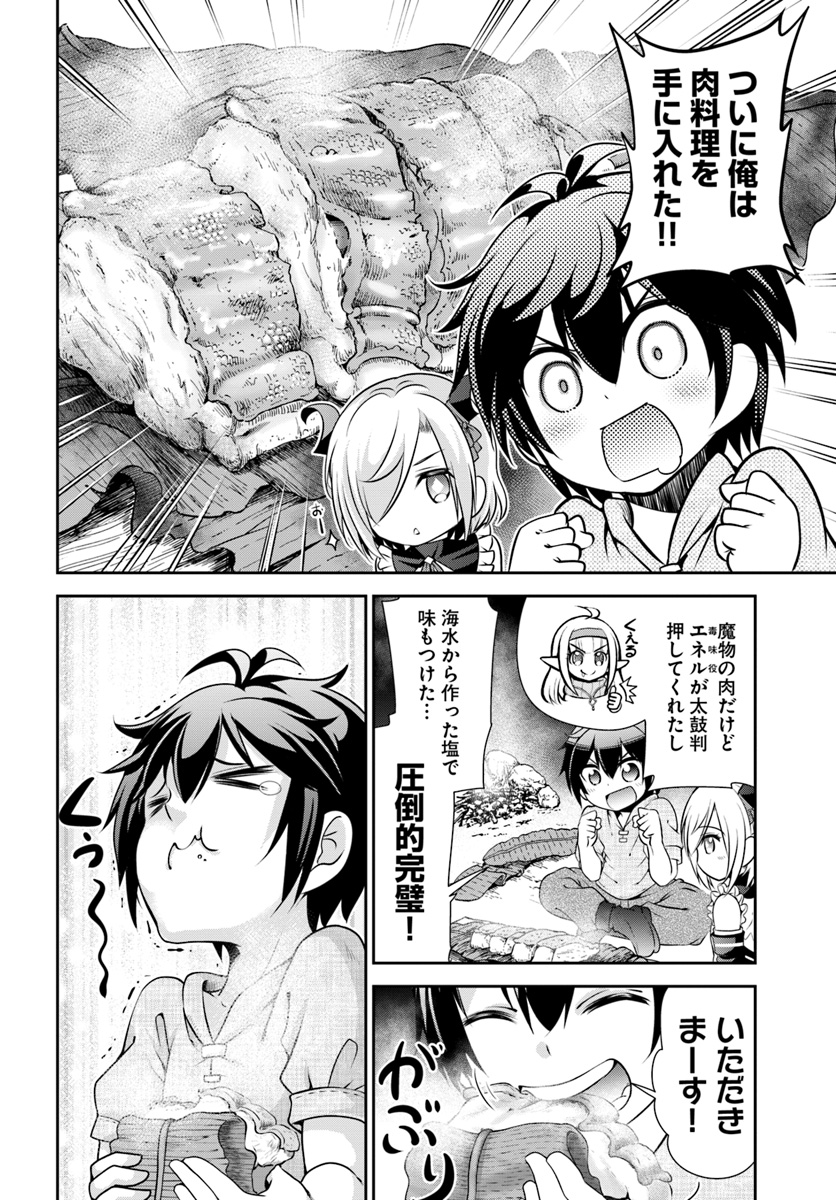 ついに俺は
肉料理を
手に入れた!!
おー
魔物の肉だけど
エネルが太鼓判
毒味役
押してくれたし
くえる
海水から作った塩で
味もつけた…
圧倒的完璧!
いただき
まーす!
がぶり
くぅ〜〜